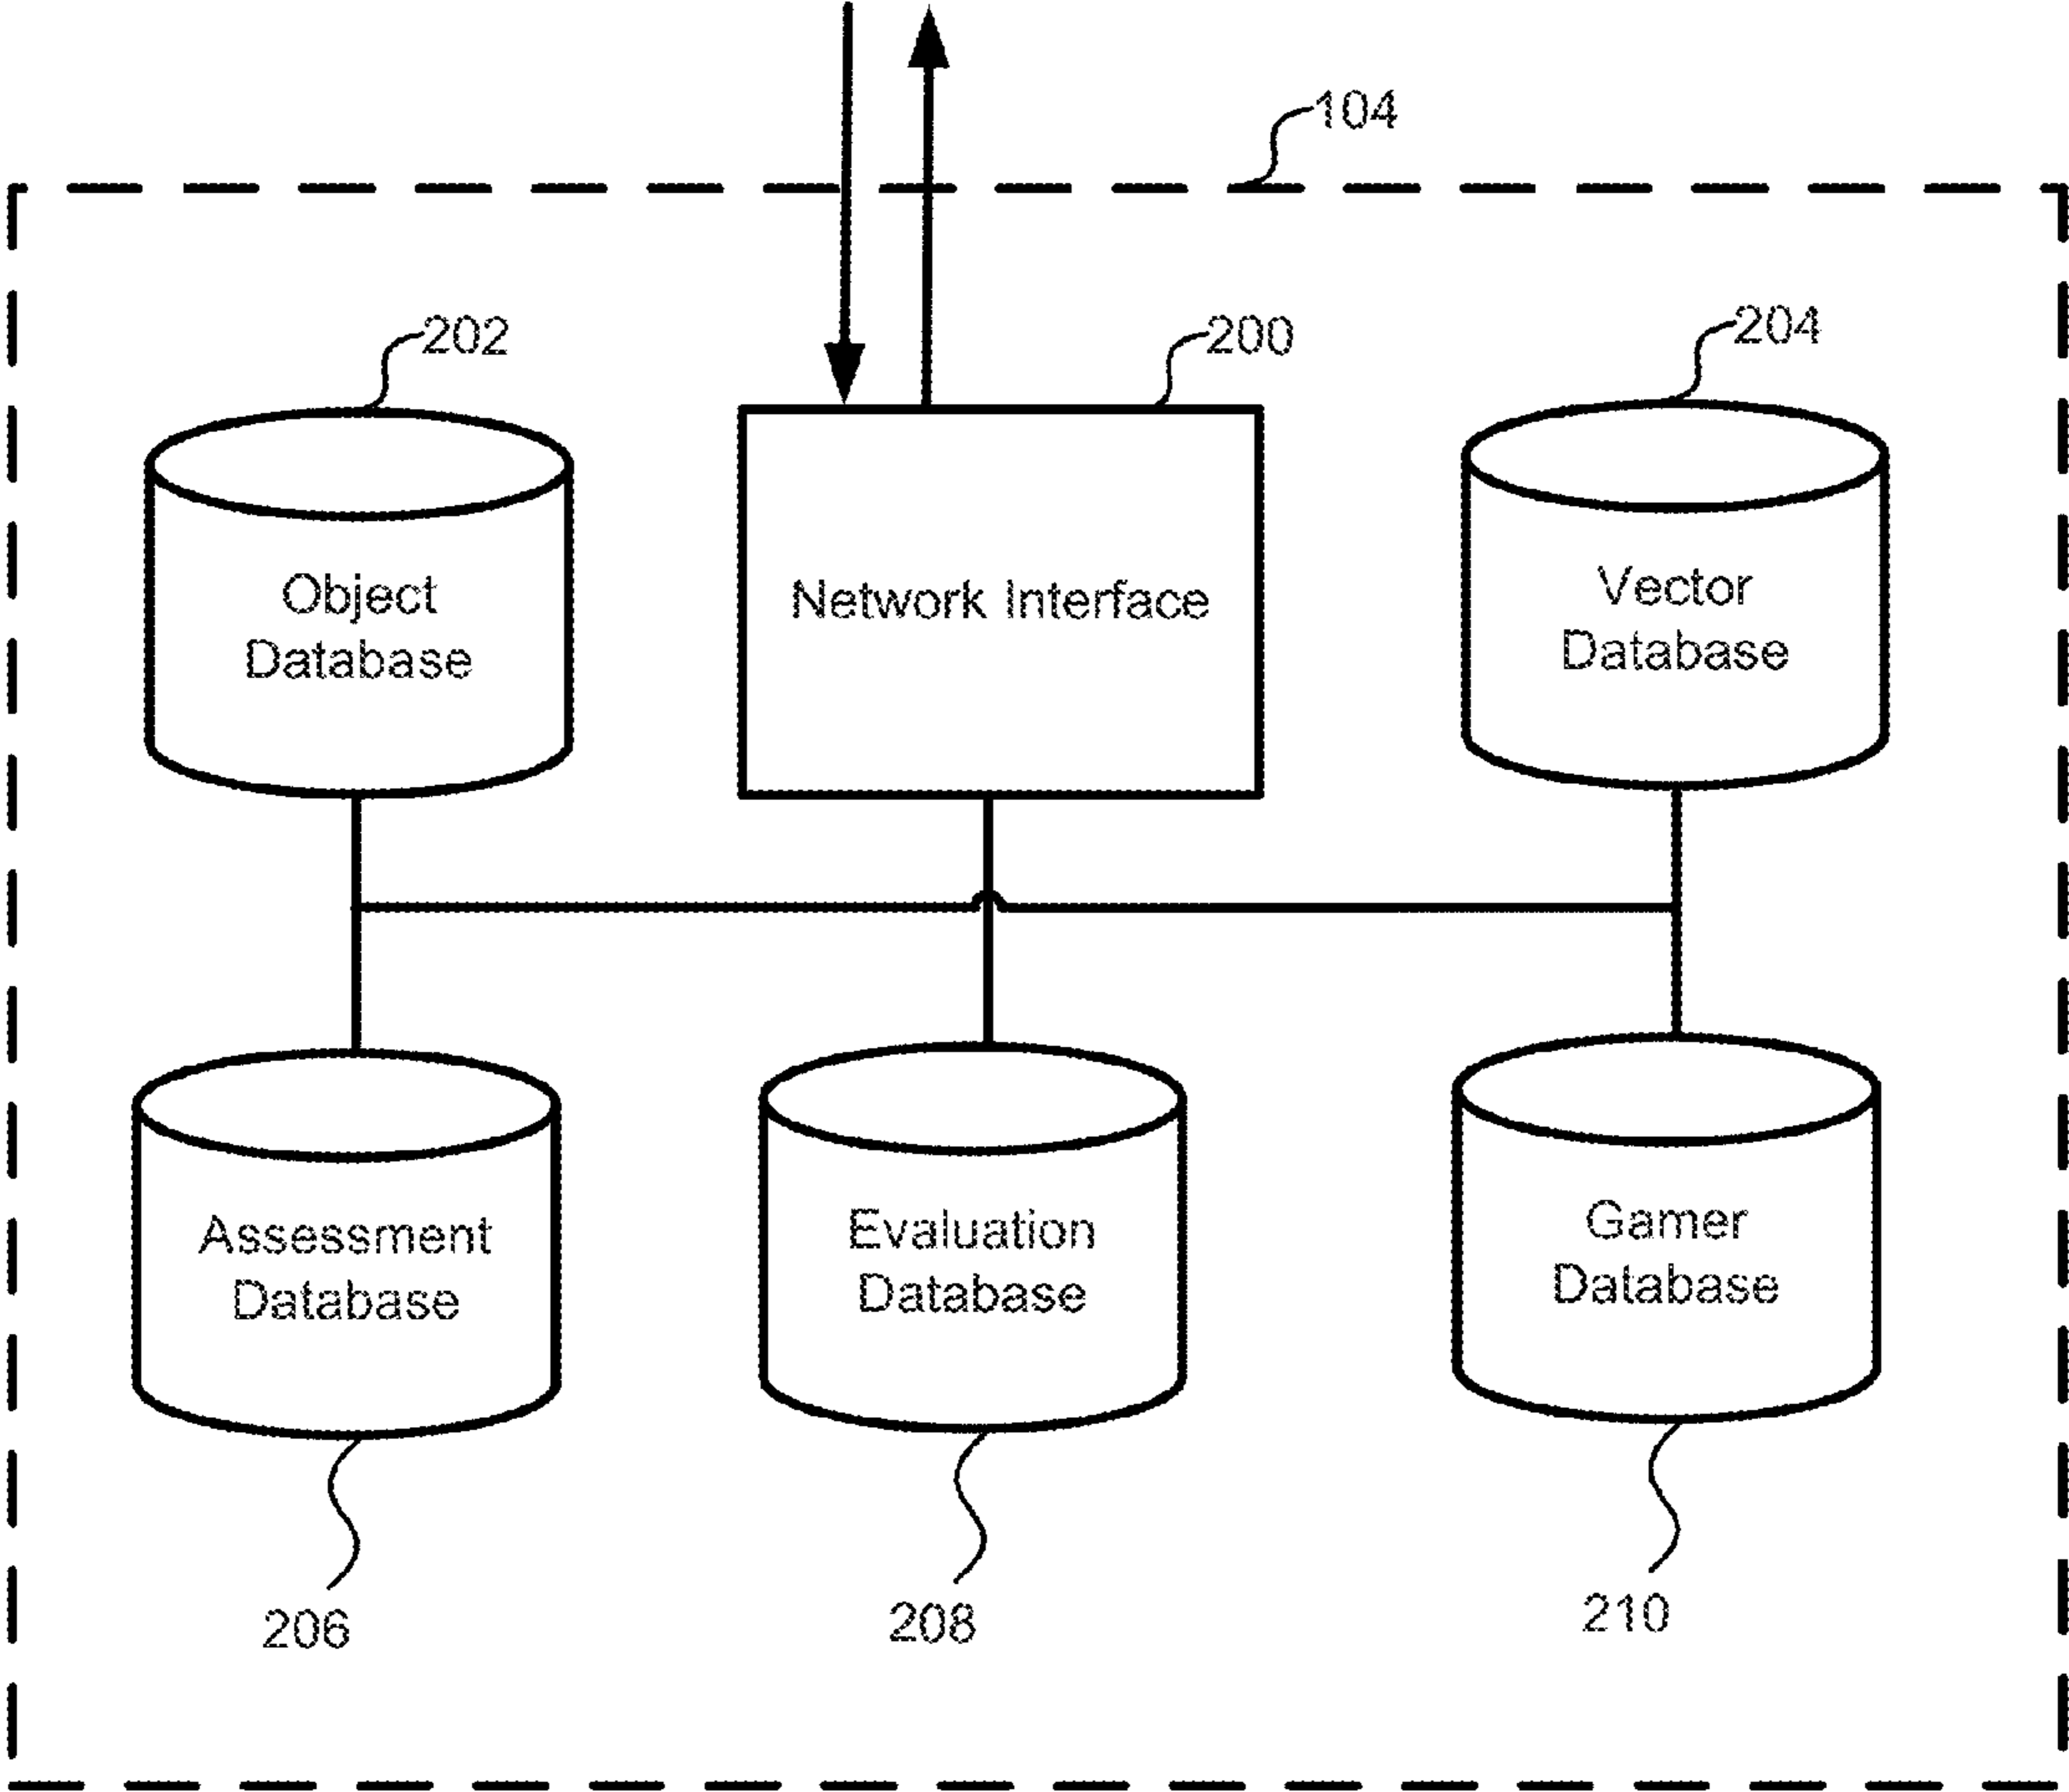 104
202
200
204
Object
Database
Network Interface
Vector
Database
Assessment
Database
Evaluation
Database
Gamer
Database
206
208
210